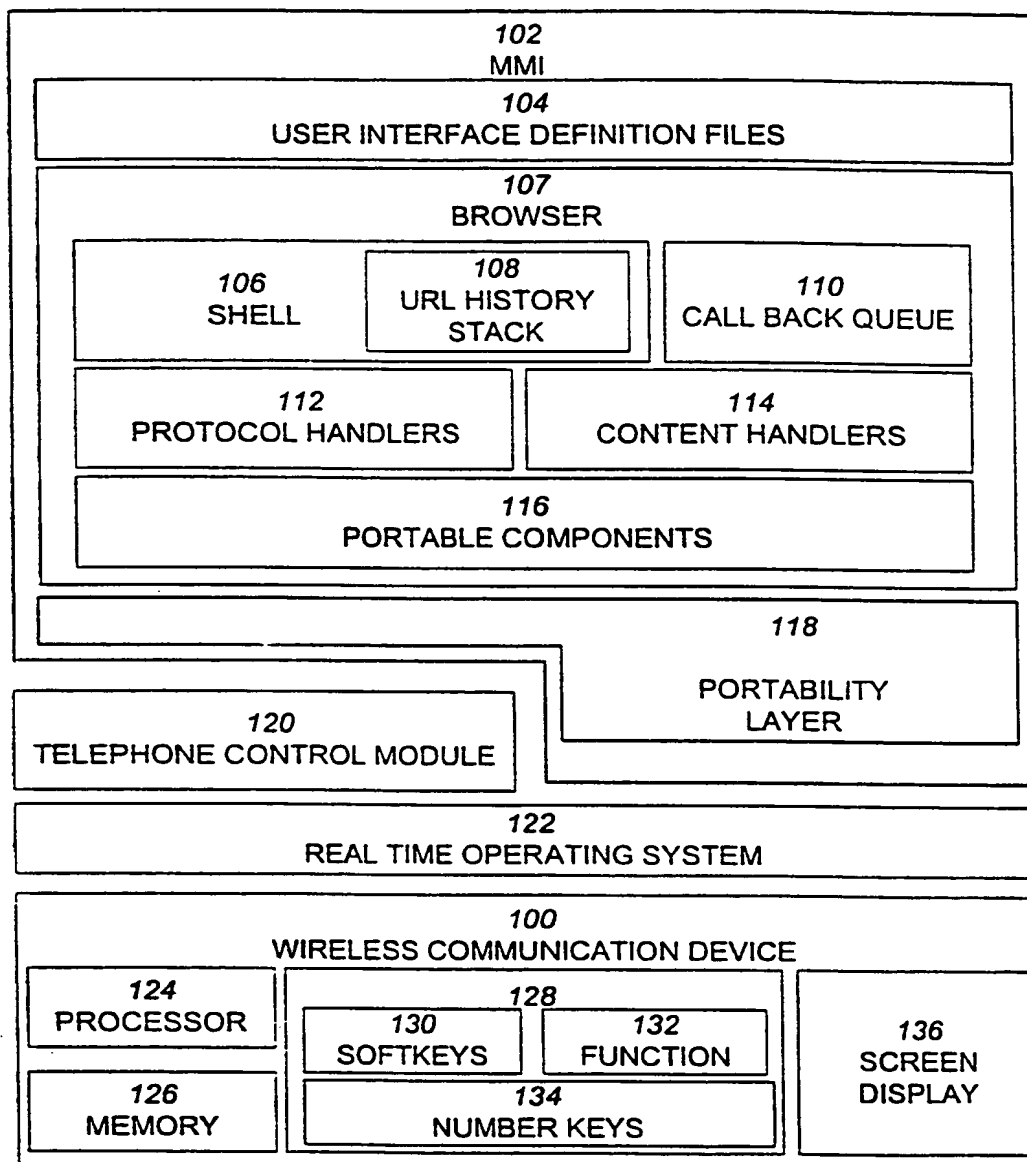 102
MMI
104
USER INTERFACE DEFINITION FILES
107
BROWSER
106
SHELL
108
URL HISTORY
STACK
110
CALL BACK QUEUE
112
PROTOCOL HANDLERS
114
CONTENT HANDLERS
116
PORTABLE COMPONENTS
118
PORTABILITY
LAYER
120
TELEPHONE CONTROL MODULE
122
REAL TIME OPERATING SYSTEM
100
WIRELESS COMMUNICATION DEVICE
124
PROCESSOR
126
MEMORY
128
130
SOFTKEYS
132
FUNCTION
134
NUMBER KEYS
136
SCREEN
DISPLAY